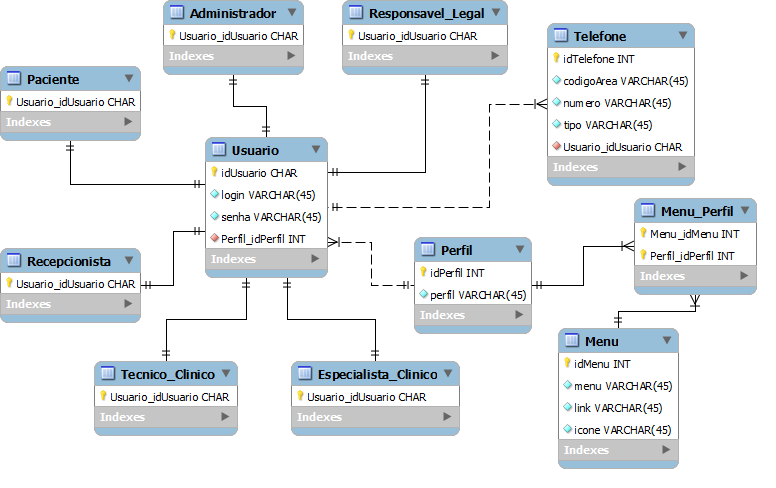 Administrador
Usuario_idUsuario CHAR
Indexes
Responsavel_Legal
Usuario_idUsuario CHAR
Indexes
Telefone
idTelefone INT
codigoArea VARCHAR(45)
numero VARCHAR(45)
tipo VARCHAR(45)
Usuario_idUsuario CHAR
Indexes
Paciente
Usuario_idUsuario CHAR
Indexes
Usuario
idUsuario CHAR
login VARCHAR(45)
senha VARCHAR(45)
Perfil_idPerfil INT
Indexes
Menu_Perfil
Menu_idMenu INT
Perfil_idPerfil INT
Indexes
Recepcionista
Usuario_idUsuario CHAR
Indexes
Perfil
idPerfil INT
perfil VARCHAR(45)
Indexes
Menu
idMenu INT
menu VARCHAR(45)
link VARCHAR(45)
icone VARCHAR(45)
Indexes
Tecnico_Clinico
Usuario_idUsuario CHAR
Indexes
Especialista_Clinico
Usuario_idUsuario CHAR
Indexes